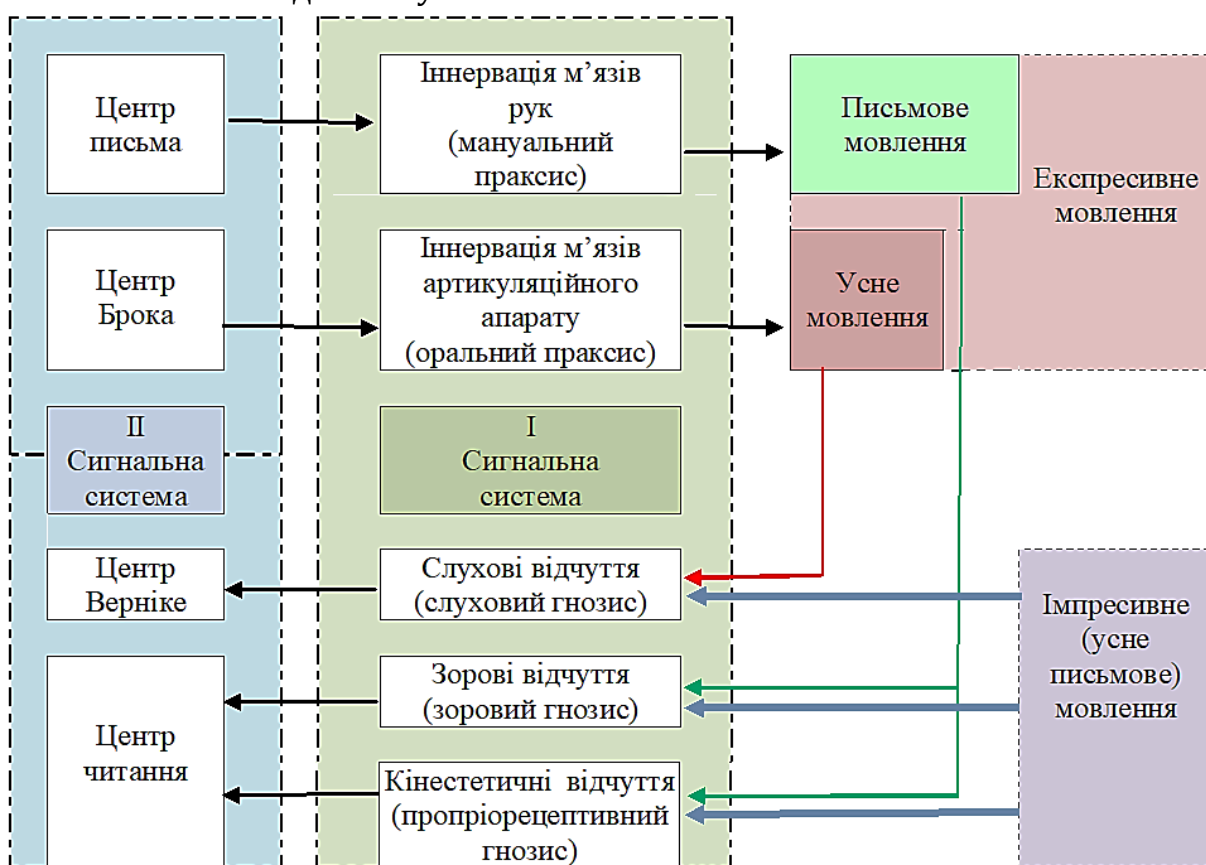 Центр
письма
Іннервація м’язів
рук
(мануальний
праксис)
Письмове
мовлення
Експресивне
мовлення
Центр
Брока
Іннервація м’язів
артикуляційного
апарату
(оральний праксис)
Усне
мовлення
ІІ
Сигнальна
система
І
Сигнальна
система
Центр
Верніке
Слухові відчуття
(слуховий гнозис)
Імпресивне
(усне
письмове)
мовлення
Зорові відчуття
(зоровий гнозис)
Центр
читання
Кінестетичні відчуття
(пропріорецептивний
гнозис)